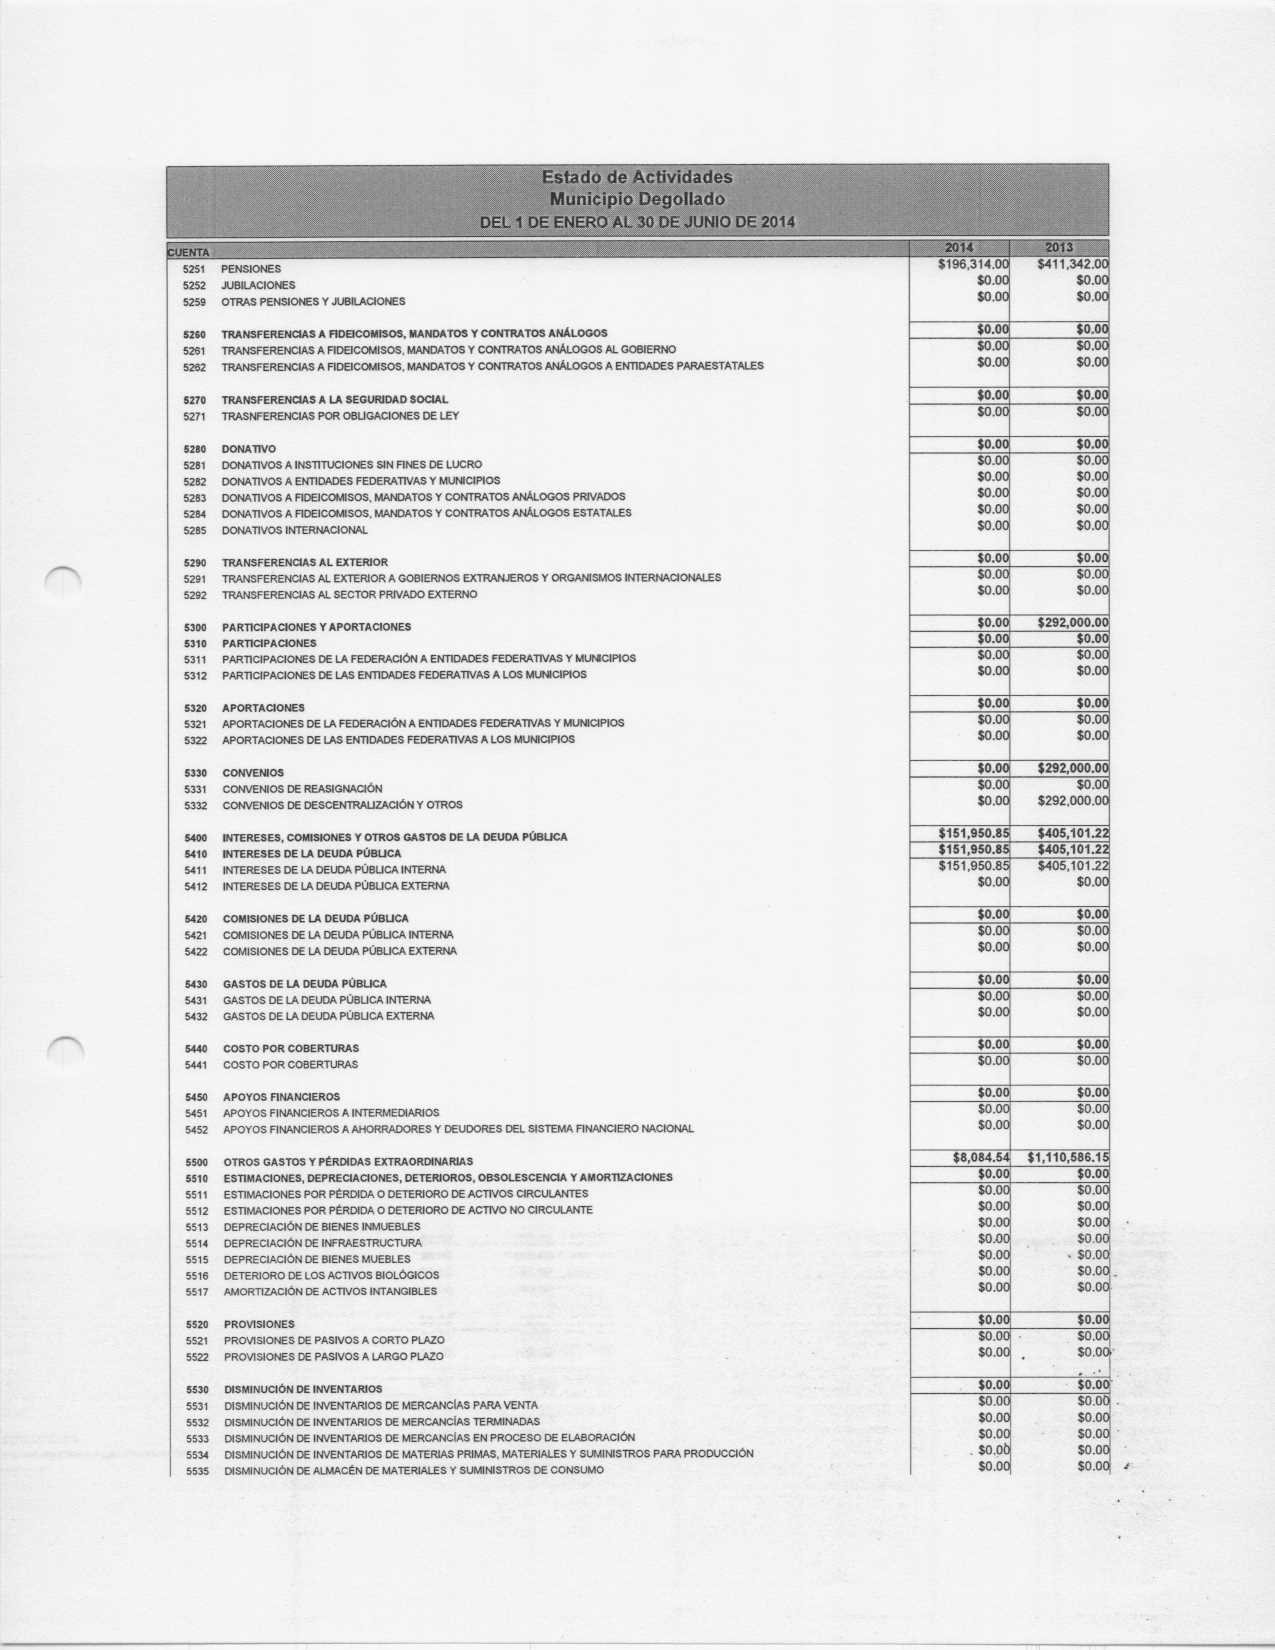 Estado de Actividades
Municipio Degollado
DEL 1 DE ENERO AL 30 DE JUNIO DE 2014
CUENTA 2014 2013
5251 PENSIONES $196,314.00 $411,342.00
5252 JUBILACIONES $0.00 $0.00
5259 OTRAS PENSIONES Y JUBILACIONES $0.00 $0.00
5260 TRANSFERENCIAS A FIDEICOMISOS, MANDATOS Y CONTRATOS ANÁLOGOS $0.00 $0.00
5261 TRANSFERENCIAS A FIDEICOMISOS, MANDATOS Y CONTRATOS ANÁLOGOS AL GOBIERNO $0.00 $0.00
5262 TRANSFERENCIAS A FIDEICOMISOS, MANDATOS Y CONTRATOS ANÁLOGOS A ENTIDADES PARAESTATALES $0.00 $0.00
5270 TRANSFERENCIAS A LA SEGURIDAD SOCIAL $0.00 $0.00
5271 TRASNFERENCIAS POR OBLIGACIONES DE LEY $0.00 $0.00
5280 DONATIVO $0.00 $0.00
5281 DONATIVOS A INSTITUCIONES SIN FINES DE LUCRO $0.00 $0.00
5282 DONATIVOS A ENTIDADES FEDERATIVAS Y MUNICIPIOS $0.00 $0.00
5283 DONATIVOS A FIDEICOMISOS, MANDATOS Y CONTRATOS ANÁLOGOS PRIVADOS $0.00 $0.00
5284 DONATIVOS A FIDEICOMISOS, MANDATOS Y CONTRATOS ANÁLOGOS ESTATALES $0.00 $0.00
5285 DONATIVOS INTERNACIONAL $0.00 $0.00
5290 TRANSFERENCIAS AL EXTERIOR $0.00 $0.00
5291 TRANSFERENCIAS AL EXTERIOR A GOBIERNOS EXTRANJEROS Y ORGANISMOS INTERNACIONALES $0.00 $0.00
5292 TRANSFERENCIAS AL SECTOR PRIVADO EXTERNO $0.00 $0.00
5300 PARTICIPACIONES Y APORTACIONES $0.00 $292,000.00
5310 PARTICIPACIONES $0.00 $0.00
5311 PARTICIPACIONES DE LA FEDERACIÓN A ENTIDADES FEDERATIVAS Y MUNICIPIOS $0.00 $0.00
5312 PARTICIPACIONES DE LAS ENTIDADES FEDERATIVAS A LOS MUNICIPIOS $0.00 $0.00
5320 APORTACIONES $0.00 $0.00
5321 APORTACIONES DE LA FEDERACIÓN A ENTIDADES FEDERATIVAS Y MUNICIPIOS $0.00 $0.00
5322 APORTACIONES DE LAS ENTIDADES FEDERATIVAS A LOS MUNICIPIOS $0.00 $0.00
5330 CONVENIOS $0.00 $292,000.00
5331 CONVENIOS DE REASIGNACIÓN $0.00 $0.00
5332 CONVENIOS DE DESCENTRALIZACIÓN Y OTROS $0.00 $292,000.00
5400 INTERESES, COMISIONES Y OTROS GASTOS DE LA DEUDA PÚBLICA $151,950.85 $405,101.22
5410 INTERESES DE LA DEUDA PÚBLICA $151,950.85 $405,101.22
5411 INTERESES DE LA DEUDA PÚBLICA INTERNA $151,950.85 $405,101.22
5412 INTERESES DE LA DEUDA PÚBLICA EXTERNA $0.00 $0.00
5420 COMISIONES DE LA DEUDA PÚBLICA $0.00 $0.00
5421 COMISIONES DE LA DEUDA PÚBLICA INTERNA $0.00 $0.00
5422 COMISIONES DE LA DEUDA PÚBLICA EXTERNA $0.00 $0.00
5430 GASTOS DE LA DEUDA PÚBLICA $0.00 $0.00
5431 GASTOS DE LA DEUDA PÚBLICA INTERNA $0.00 $0.00
5432 GASTOS DE LA DEUDA PÚBLICA EXTERNA $0.00 $0.00
5440 COSTO POR COBERTURAS $0.00 $0.00
5441 COSTO POR COBERTURAS $0.00 $0.00
5450 APOYOS FINANCIEROS $0.00 $0.00
5451 APOYOS FINANCIEROS A INTERMEDIARIOS $0.00 $0.00
5452 APOYOS FINANCIEROS A AHORRADORES Y DEUDORES DEL SISTEMA FINANCIERO NACIONAL $0.00 $0.00
5500 OTROS GASTOS Y PÉRDIDAS EXTRAORDINARIAS $8,084.54 $1,110,586.15
5510 ESTIMACIONES, DEPRECIACIONES, DETERIOROS, OBSOLESCENCIA Y AMORTIZACIONES $0.00 $0.00
5511 ESTIMACIONES POR PÉRDIDA O DETERIORO DE ACTIVOS CIRCULANTES $0.00 $0.00
5512 ESTIMACIONES POR PÉRDIDA O DETERIORO DE ACTIVO NO CIRCULANTE $0.00 $0.00
5513 DEPRECIACIÓN DE BIENES INMUEBLES $0.00 $0.00
5514 DEPRECIACIÓN DE INFRAESTRUCTURA $0.00 $0.00
5515 DEPRECIACIÓN DE BIENES MUEBLES $0.00 $0.00
5516 DETERIORO DE LOS ACTIVOS BIOLÓGICOS $0.00 $0.00
5517 AMORTIZACIÓN DE ACTIVOS INTANGIBLES $0.00 $0.00
5520 PROVISIONES $0.00 $0.00
5521 PROVISIONES DE PASIVOS A CORTO PLAZO $0.00 $0.00
5522 PROVISIONES DE PASIVOS A LARGO PLAZO $0.00 $0.00
5530 DISMINUCIÓN DE INVENTARIOS $0.00 $0.00
5531 DISMINUCIÓN DE INVENTARIOS DE MERCANCÍAS PARA VENTA $0.00 $0.00
5532 DISMINUCIÓN DE INVENTARIOS DE MERCANCÍAS TERMINADAS $0.00 $0.00
5533 DISMINUCIÓN DE INVENTARIOS DE MERCANCÍAS EN PROCESO DE ELABORACIÓN $0.00 $0.00
5534 DISMINUCIÓN DE INVENTARIOS DE MATERIAS PRIMAS, MATERIALES Y SUMINISTROS PARA PRODUCCIÓN $0.00 $0.00
5535 DISMINUCIÓN DE ALMACÉN DE MATERIALES Y SUMINISTROS DE CONSUMO $0.00 $0.00